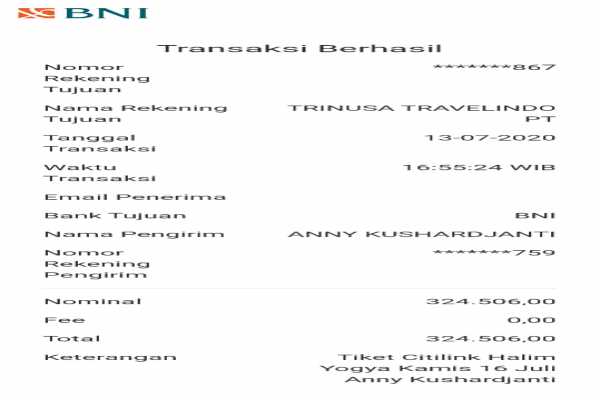 BNI
Transaksi Berhasil
Nomor *******867
Rekening
Tujuan
Nama Rekening TRINUSA TRAVELINDO
Tujuan PT
Tanggal 13-07-2020
Transaksi
Waktu 16:55:24 WIB
Transaksi
Email Penerima
Bank Tujuan BNI
Nama Pengirim ANNY KUSHARDJANTI
Nomor *******759
Rekening
Pengirim
Nominal 324.506,00
Fee 0,00
Total 324.506,00
Keterangan Tiket Citilink Halim
Yogya Kamis 16 Juli
Anny Kushardjanti